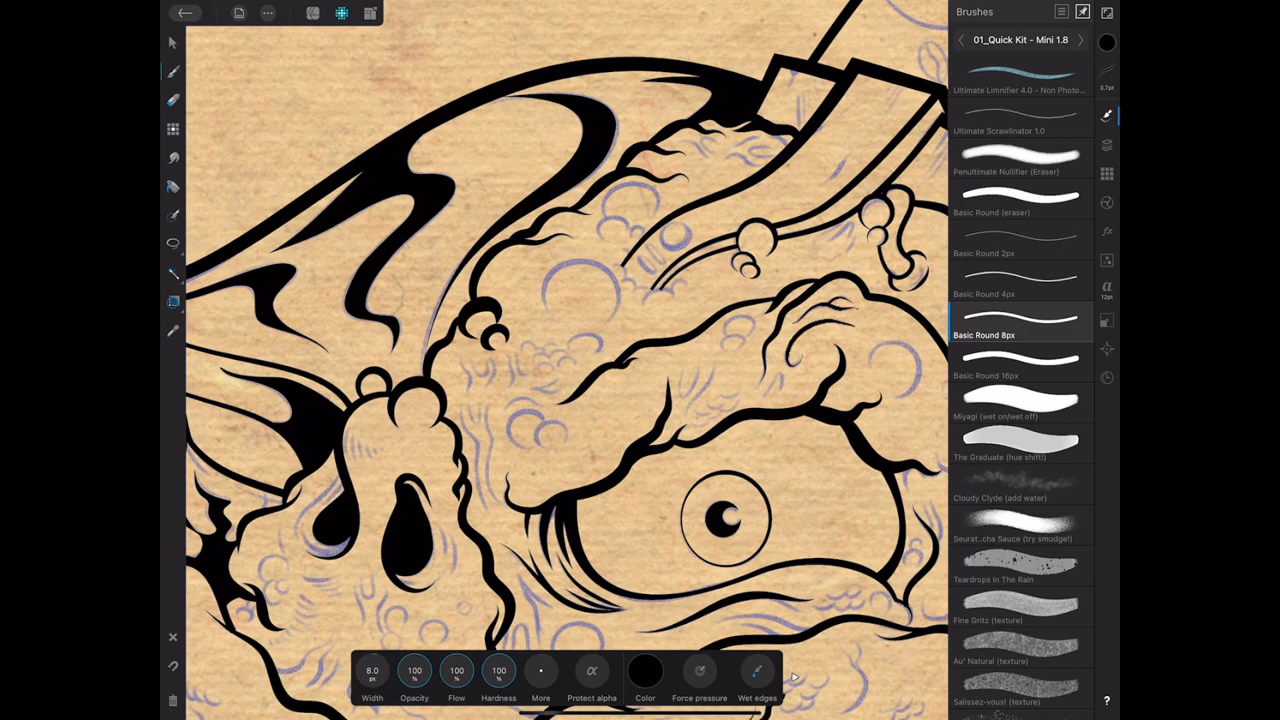 Brushes
01_Quick Kit - Mini 1.8
Ultimate Limnifier 4.0 - Non Photo...
3.7pt
Ultimate Scrawlinator 1.0
Penultimate Nullifier (Eraser)
Basic Round (eraser)
Basic Round 2px
Basic Round 4px
a
12pt
Basic Round 8px
Basic Round 16px
Miyagi (wet on/wet off)
The Graduate (hue shift!)
Cloudy Clyde (add water)
Seurat..cha Sauce (try smudge!)
Teardrops In The Rain
Fine Gritz (texture)
Au' Natural (texture)
Salissez-vous! (texture)
8.0
px
100
%
100
%
100
%
Width
Opacity
Flow
Hardness
More
Protect alpha
Color
Force pressure
Wet edges
?